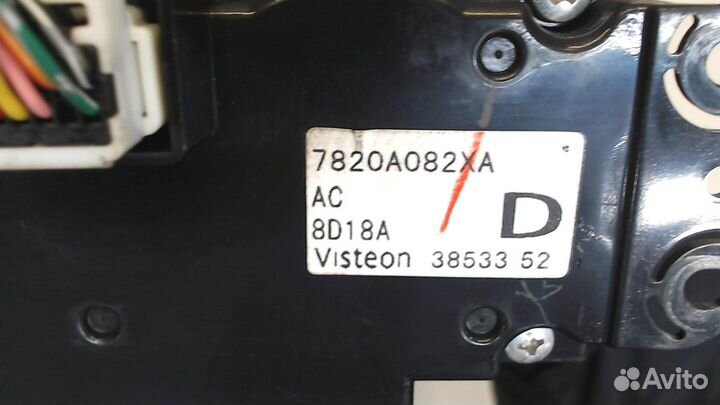 7820A082XA
AC
8D18A
D
Visteon 38533 52
Avito